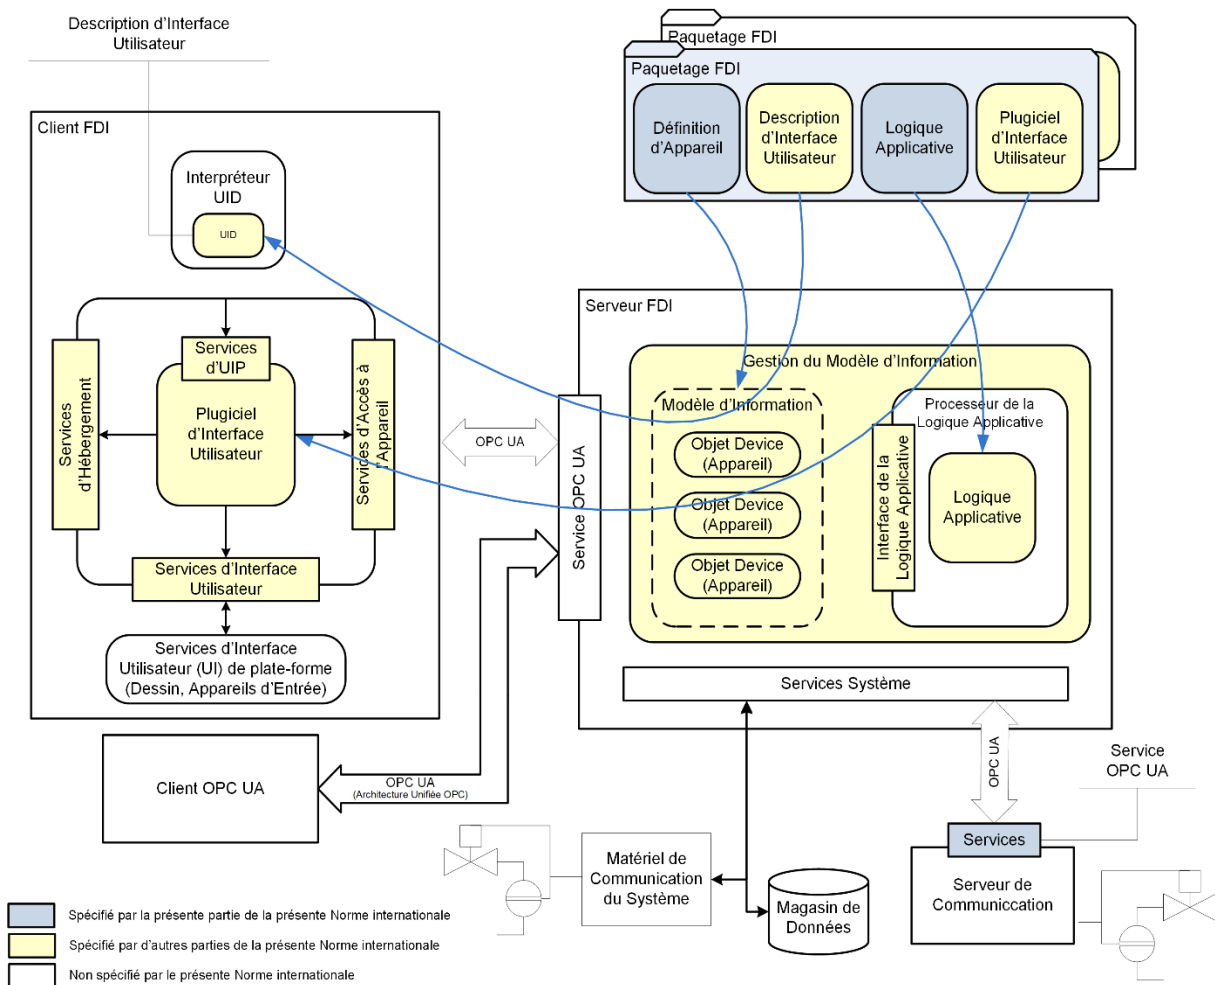 Description d'Interface
Utilisateur
Paquetage FDI
Paquetage FDI
Définition
d'Appareil
Description
d'Interface
Utilisateur
Logique
Applicative
Plugiciel
d'Interface
Utilisateur
Client FDI
Interpréteur
UID
UID
Services
d'UIP
Plugiciel
d'Interface
Utilisateur
Services
d'Hébergement
Services d'Accès à
l'Appareil
Services d'Interface
Utilisateur
Services d'Interface
Utilisateur (UI) de plate-forme
(Dessin, Appareils d'Entrée)
OPC UA
Serveur FDI
Service OPC UA
Gestion du Modèle d'Information
Modèle d'Information
Objet Device
(Appareil)
Objet Device
(Appareil)
Objet Device
(Appareil)
Processeur de la
Logique Applicative
Interface de la
Logique Applicative
Logique
Applicative
Services Système
Client OPC UA
OPC UA
(Architecture Unifiée OPC)
OPC UA
Service
OPC UA
Services
Serveur de
Communiccation
Matériel de
Communication
du Système
Magasin de
Données
Spécifié par la présente partie de la présente Norme internationale
Spécifié par d'autres parties de la présente Norme internationale
Non spécifié par le présente Norme internationale